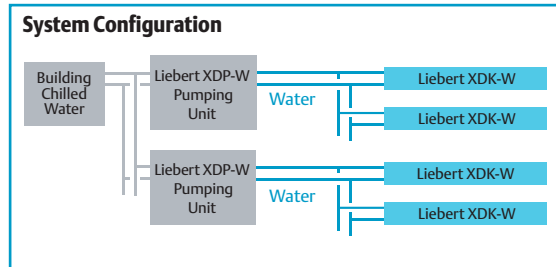 System Configuration
Building
Chilled
Water
Liebert XDP-W
Pumping
Unit
Water
Liebert XDK-W
Liebert XDK-W
Liebert XDP-W
Pumping
Unit
Water
Liebert XDK-W
Liebert XDK-W